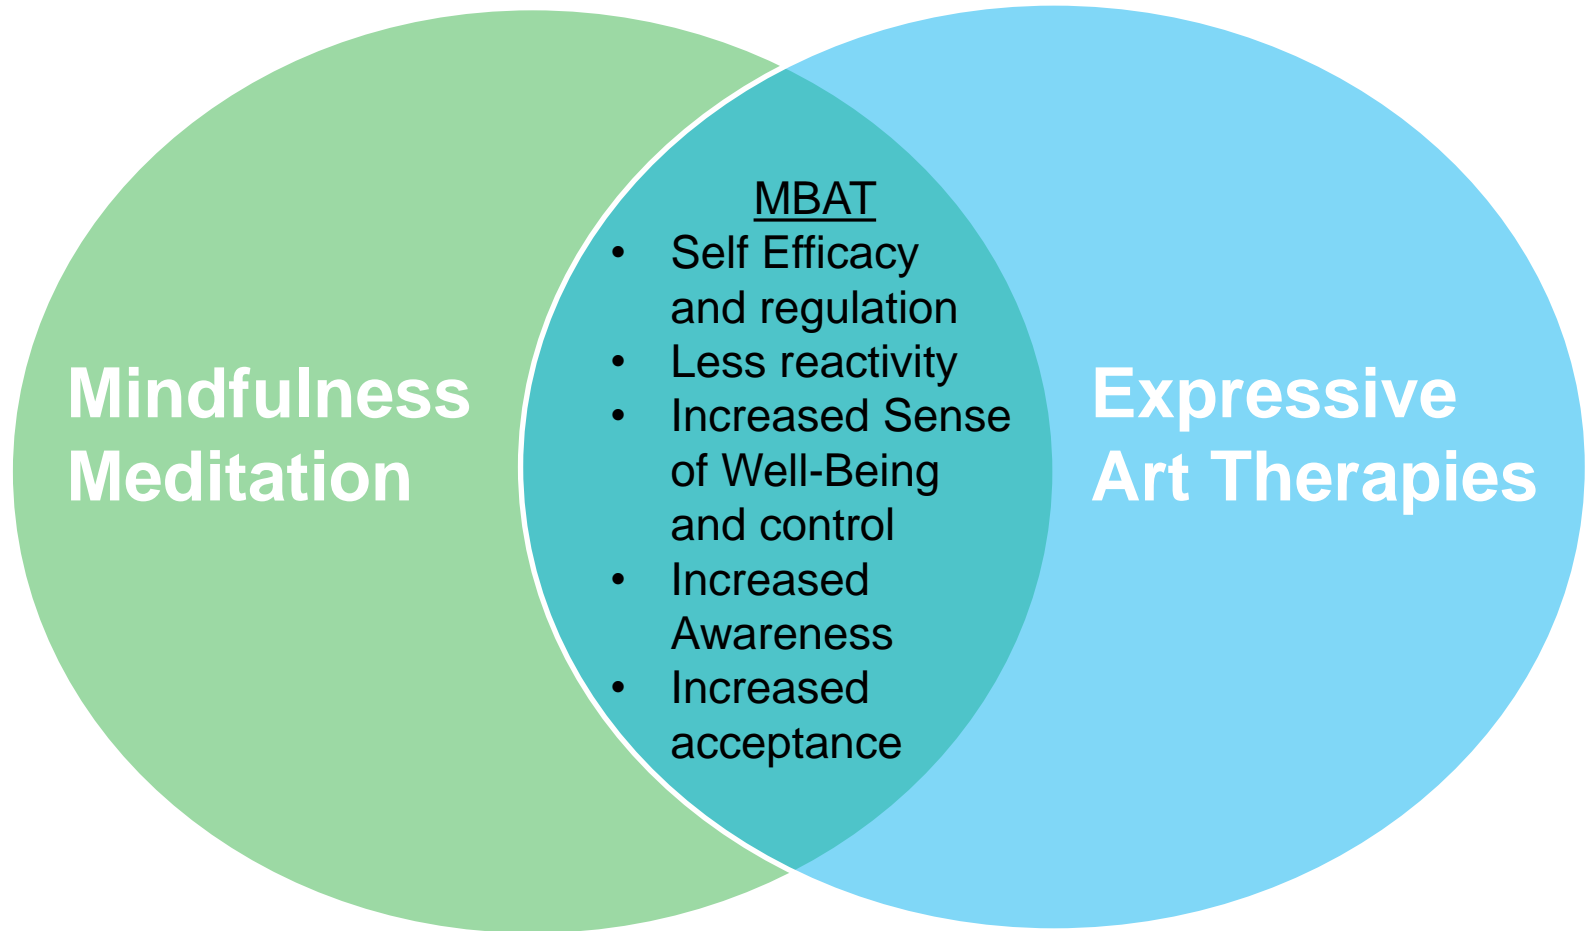 Mindfulness
Meditation
MBAT
• Self Efficacy
and regulation
• Less reactivity
• Increased Sense
of Well-Being
and control
• Increased
Awareness
• Increased
acceptance
Expressive
Art Therapies